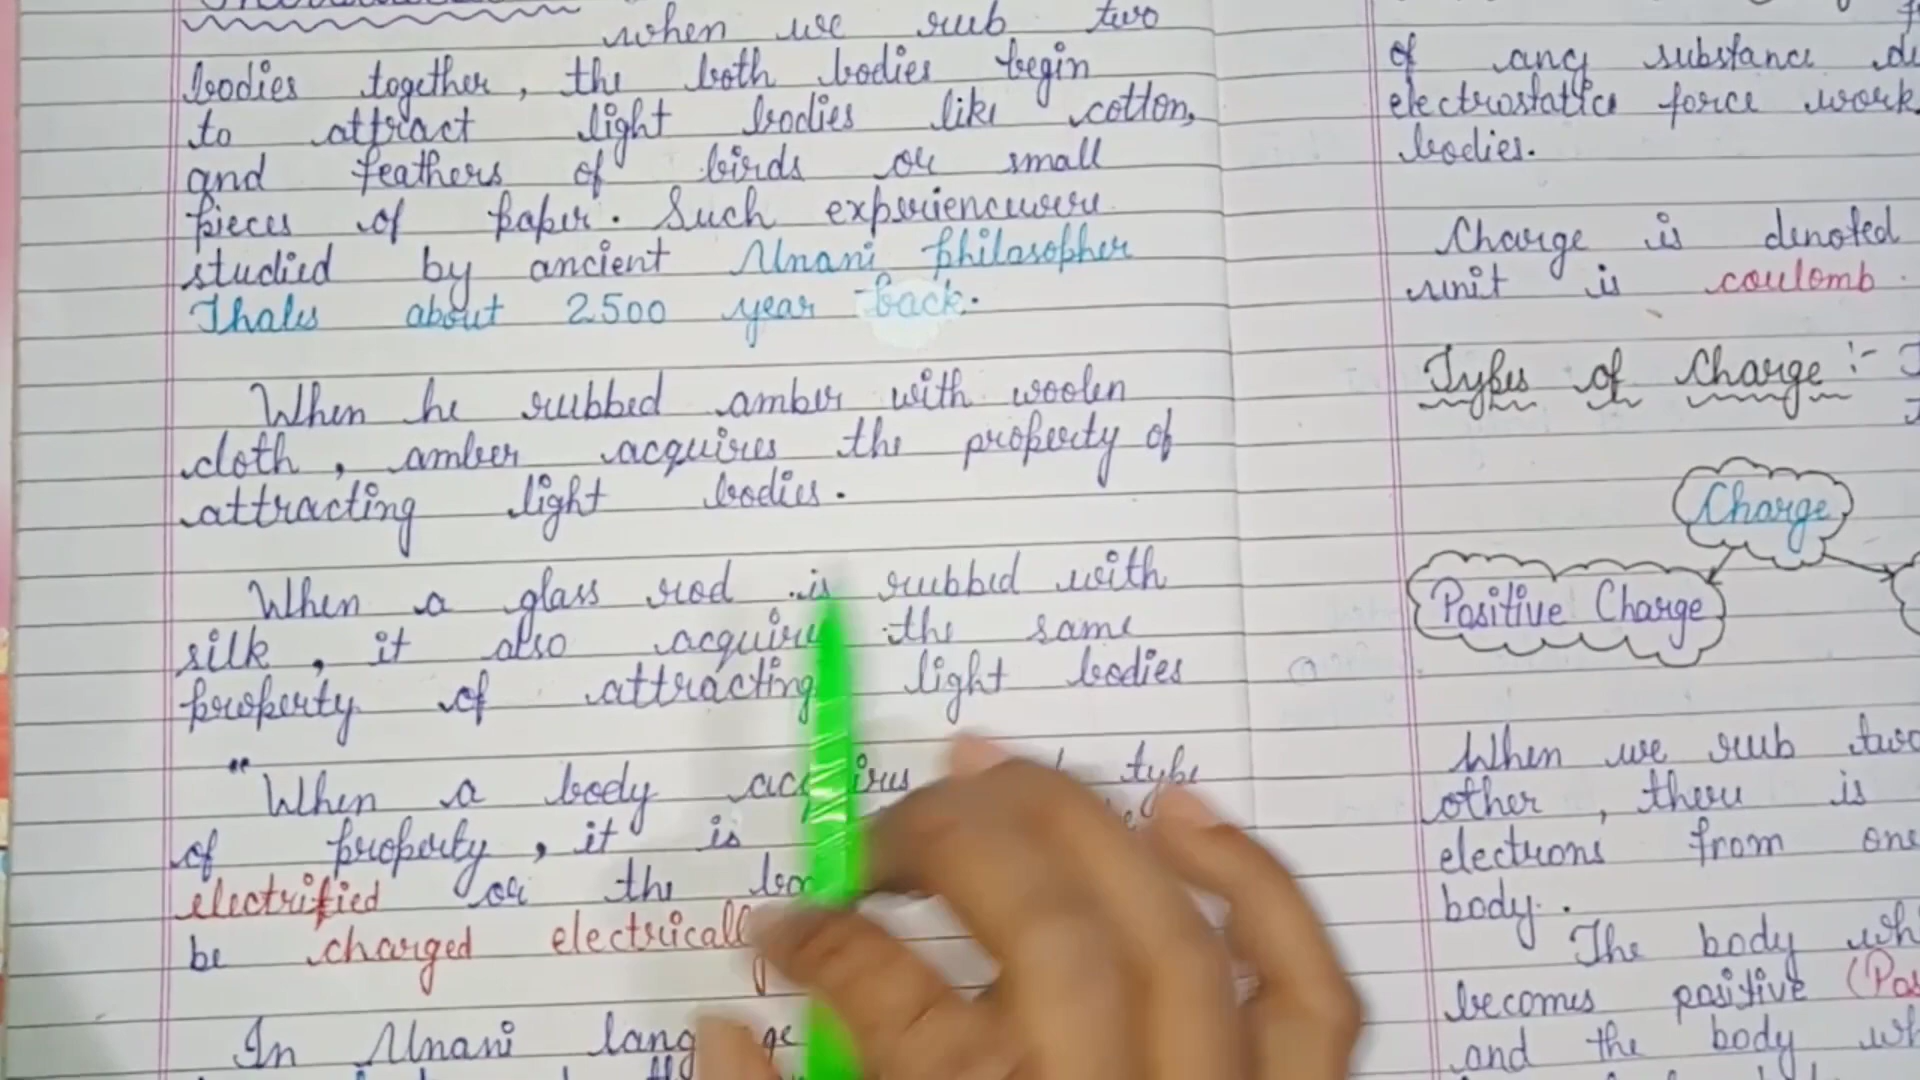 when we rub two
bodies together, the both bodies begin
to attract light bodies like cotton,
and feathers of birds or small
pieces of paper. Such experiencewere
studied by ancient Unani philosopher
Thales about 2500 year back.
When he rubbed amber with woolen
cloth, amber acquires the property of
attracting light bodies.
When a glass rod is rubbed with
silk, it also acquire the same
property of attracting light bodies
"When a body acquires type
of property, it is
electrified or the
be charged electrically
In Unani
of any substance
electrostatics force work
bodies.
Charge is denoted
unit is coulomb.
Types of Charge :-
Charge
Positive Charge
When we rub two
other, there is
electrons from one
body.
The body
becomes positive
and the body